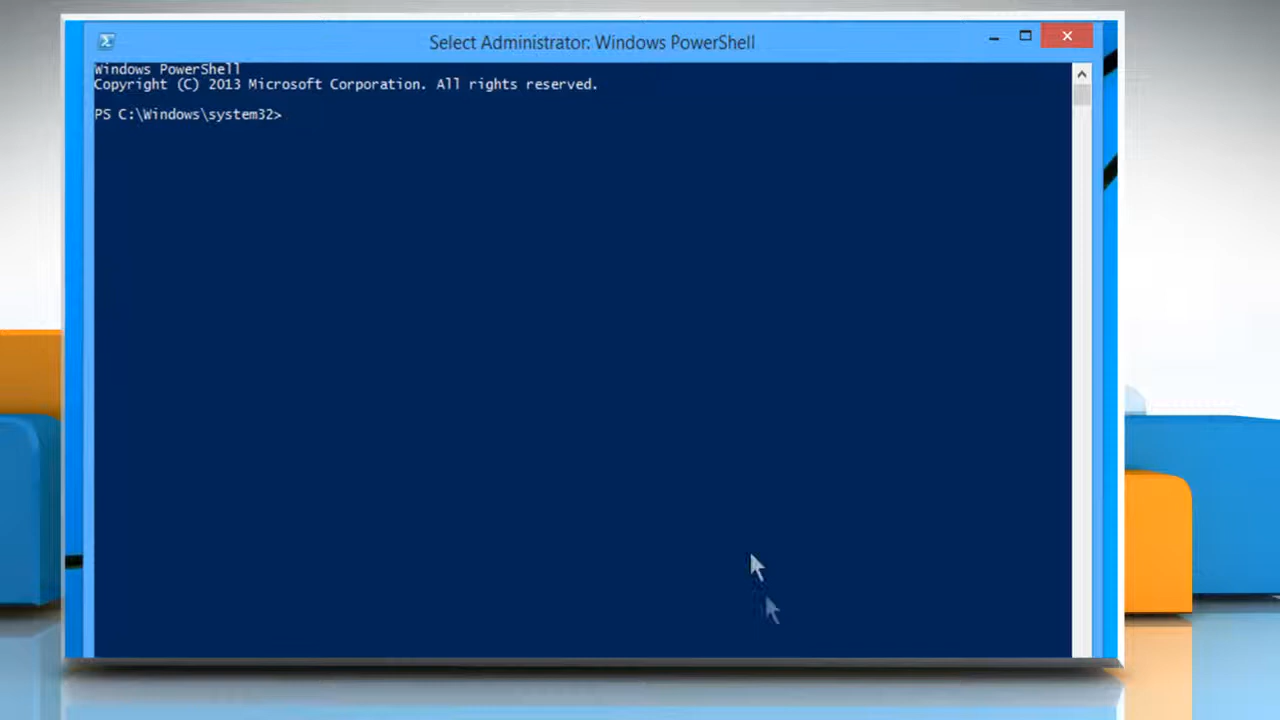 Select Administrator: Windows PowerShell
Windows PowerShell
Copyright (C) 2013 Microsoft Corporation. All rights reserved.
PS C:\Windows\system32>